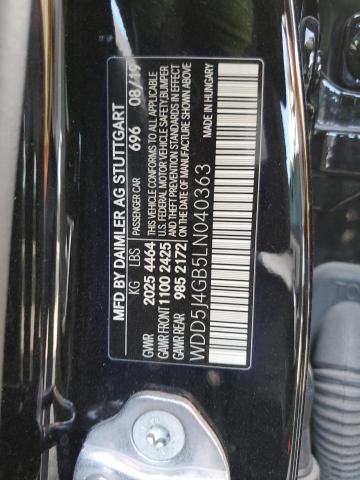 MFD BY DAIMLER AG STUTTGART
KG LBS PASSENGER CAR 696 08/19
GVWR 2025 4464 THIS VEHICLE CONFORMS TO ALL APPLICABLE
GAWR FRONT 1100 2425 U.S. FEDERAL MOTOR VEHICLE SAFETY, BUMPER
GAWR REAR 985 2172 AND THEFT PREVENTION STANDARDS IN EFFECT
ON THE DATE OF MANUFACTURE SHOWN ABOVE
WDD5J4GB5LN040363 MADE IN HUNGARY